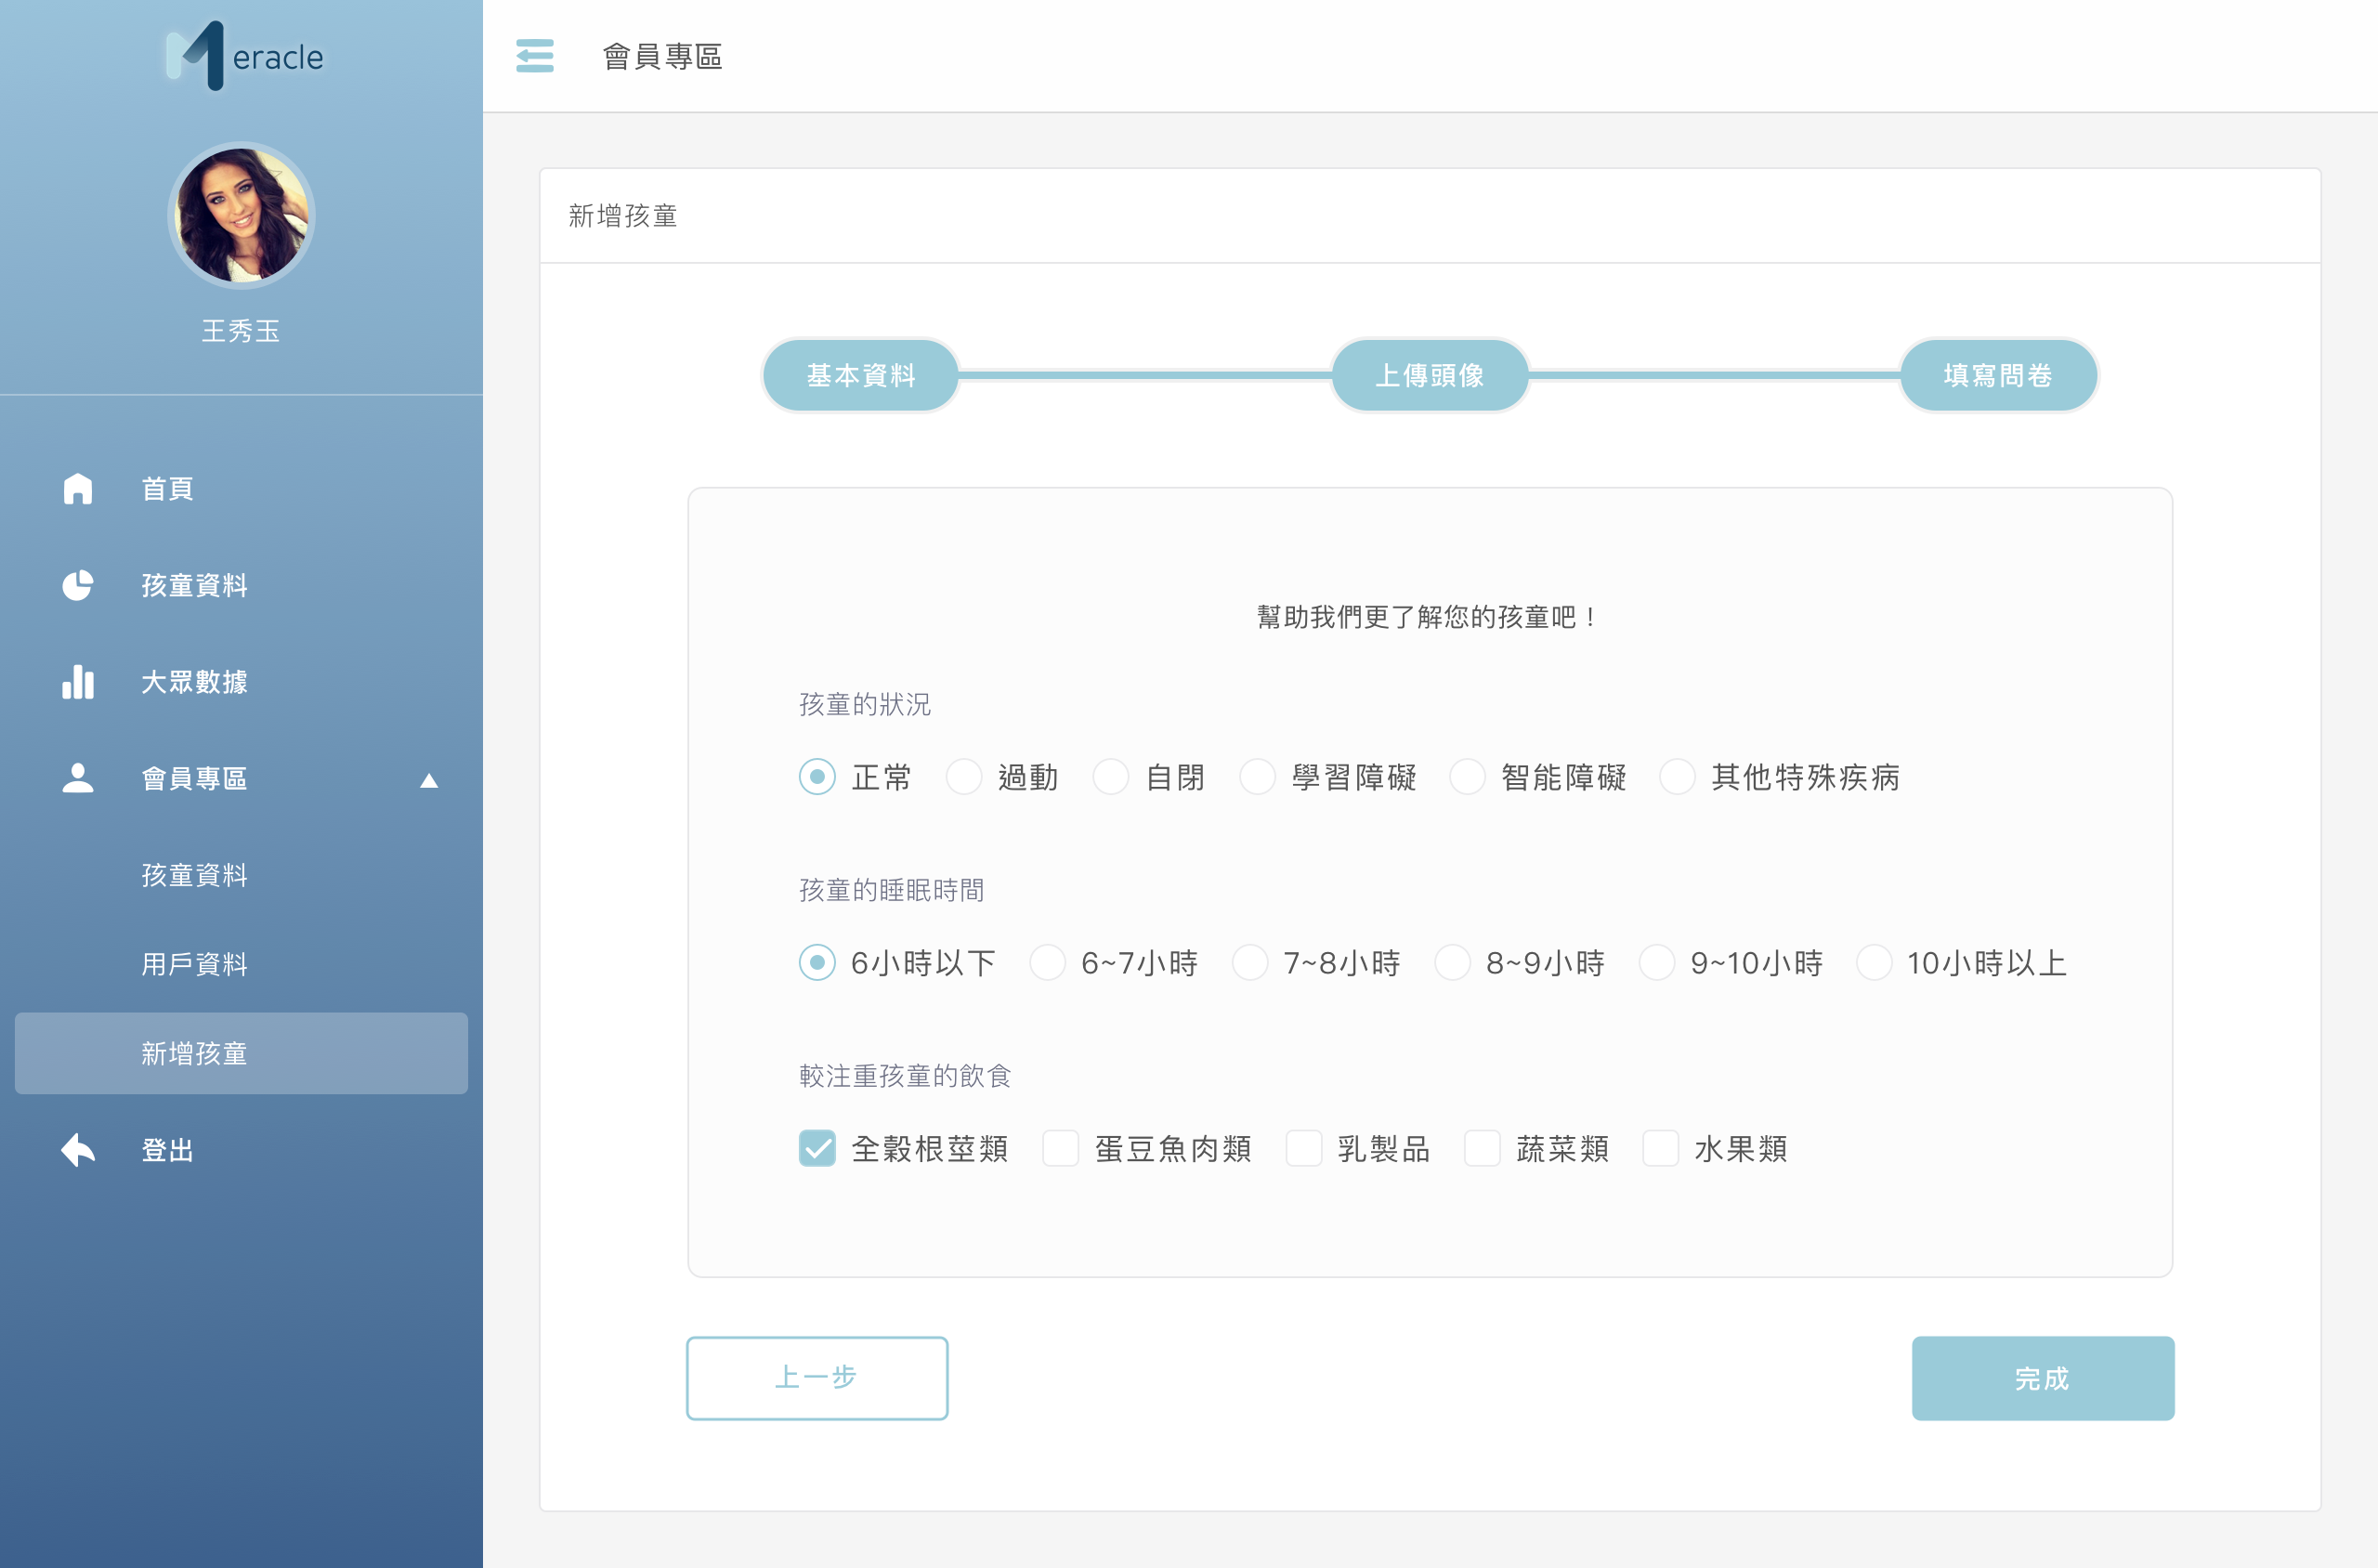 Meracle
王秀玉
首頁
孩童資料
大眾數據
會員專區
孩童資料
用戶資料
新增孩童
登出
會員專區
新增孩童
基本資料 上傳頭像 填寫問卷
幫助我們更了解您的孩童吧！
孩童的狀況
正常 過動 自閉 學習障礙 智能障礙 其他特殊疾病
孩童的睡眠時間
6小時以下 6~7小時 7~8小時 8~9小時 9~10小時 10小時以上
較注重孩童的飲食
全穀根莖類 蛋豆魚肉類 乳製品 蔬菜類 水果類
上一步 完成